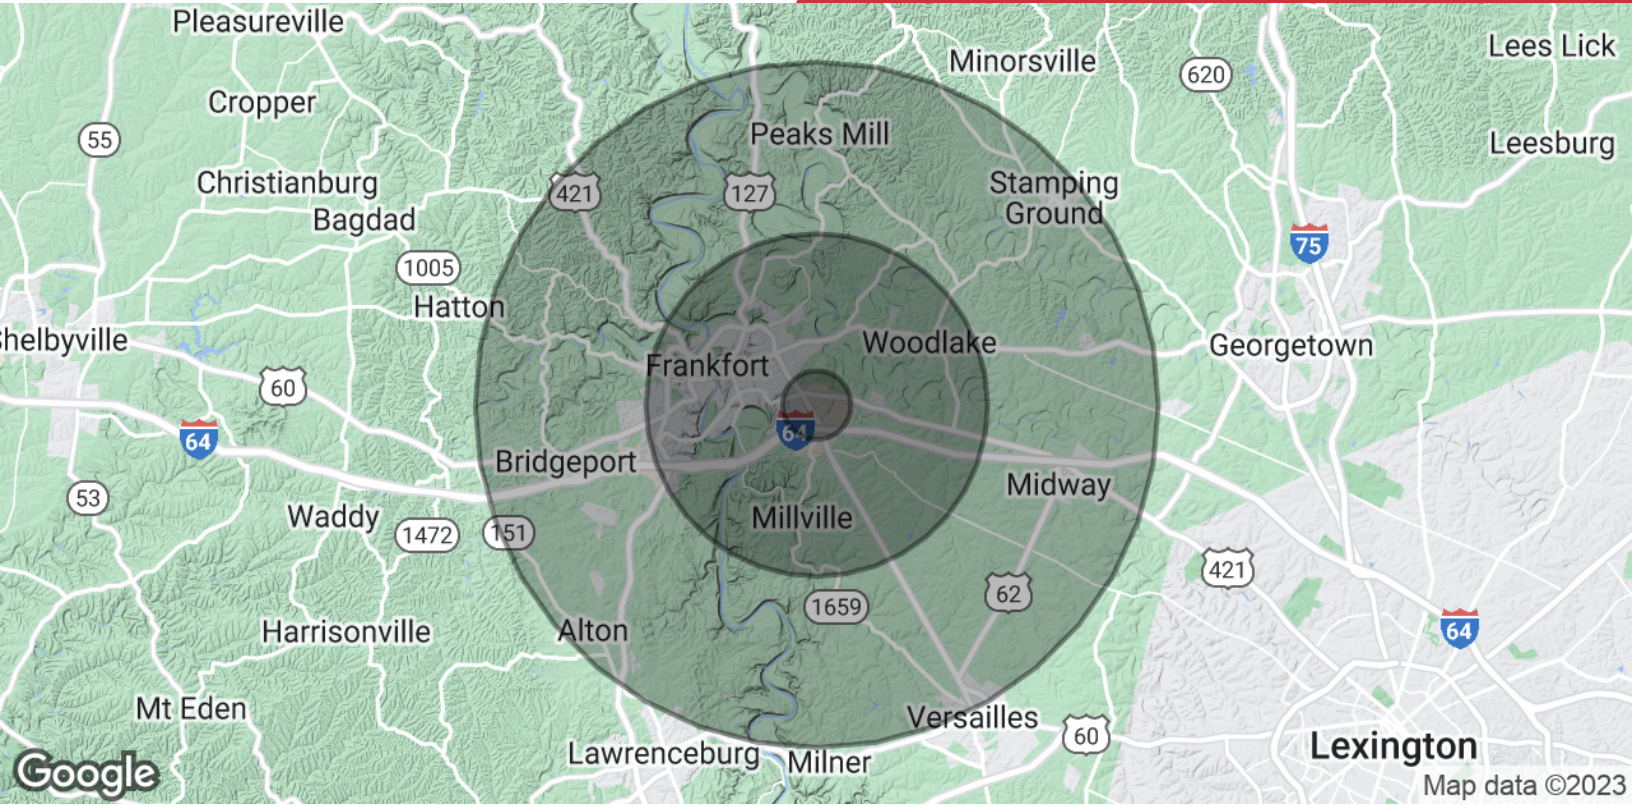 Pleasureville
Minorsville
Lees Lick
620
Cropper
55
Peaks Mill
Leesburg
Christianburg
421
127
Stamping
Ground
Bagdad
75
1005
Hatton
Shelbyville
Woodlake
Georgetown
Frankfort
60
64
64
Bridgeport
Midway
53
Waddy
1472
151
Millville
421
62
1659
Harrisonville
Alton
64
Mt Eden
Versailles
60
Lawrenceburg
Milner
Lexington
Google
Map data ©2023